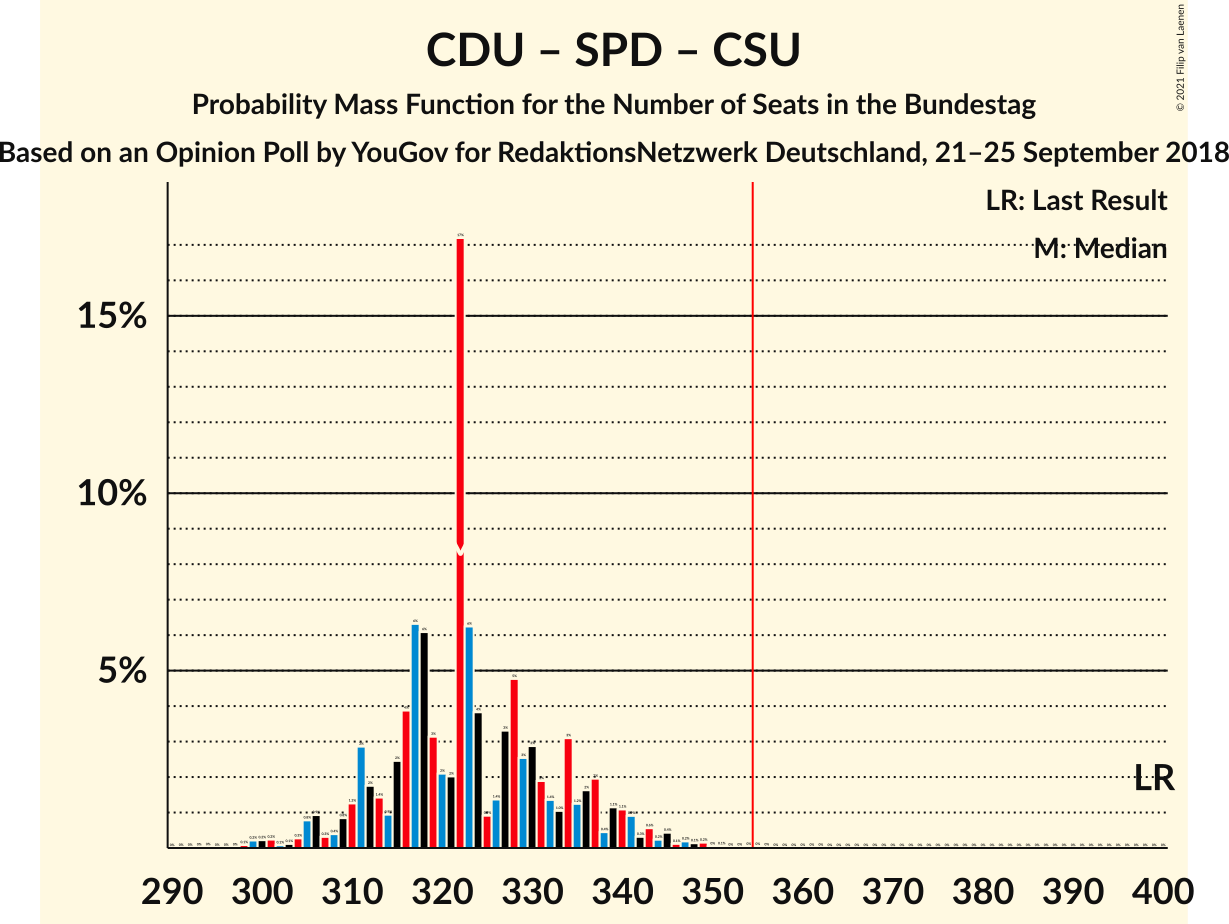 CDU – SPD – CSU
Probability Mass Function for the Number of Seats in the Bundestag
Based on an Opinion Poll by YouGov for RedaktionsNetzwerk Deutschland, 21–25 September 2018
© 2021 Filip van Laenen
LR: Last Result
M: Median
15%
10%
5%
LR
290 300 310 320 330 340 350 360 370 380 390 400